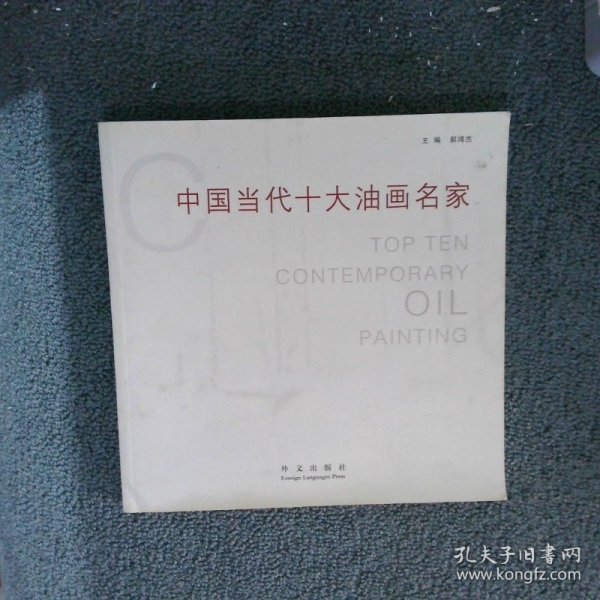 主 编 郭鸿杰
C
中国当代十大油画名家
TOP TEN
CONTEMPORARY
OIL
PAINTING
外文出版社
Foreign Languages Press
孔夫子旧书网
www.kongfz.com